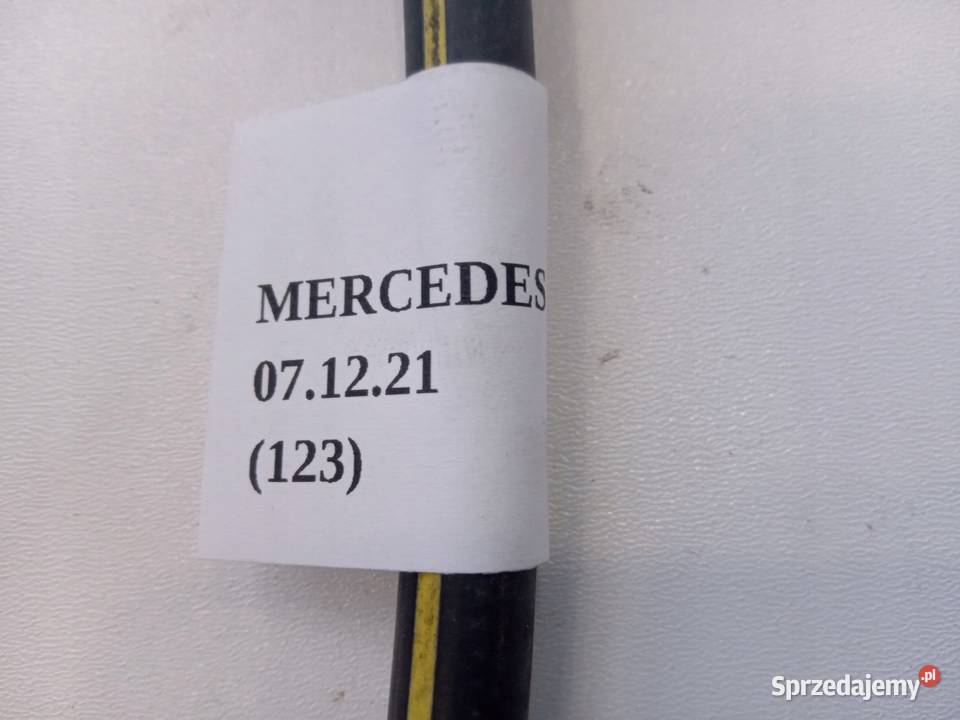 MERCEDES
07.12.21
(123)
Sprzedajemy.pl